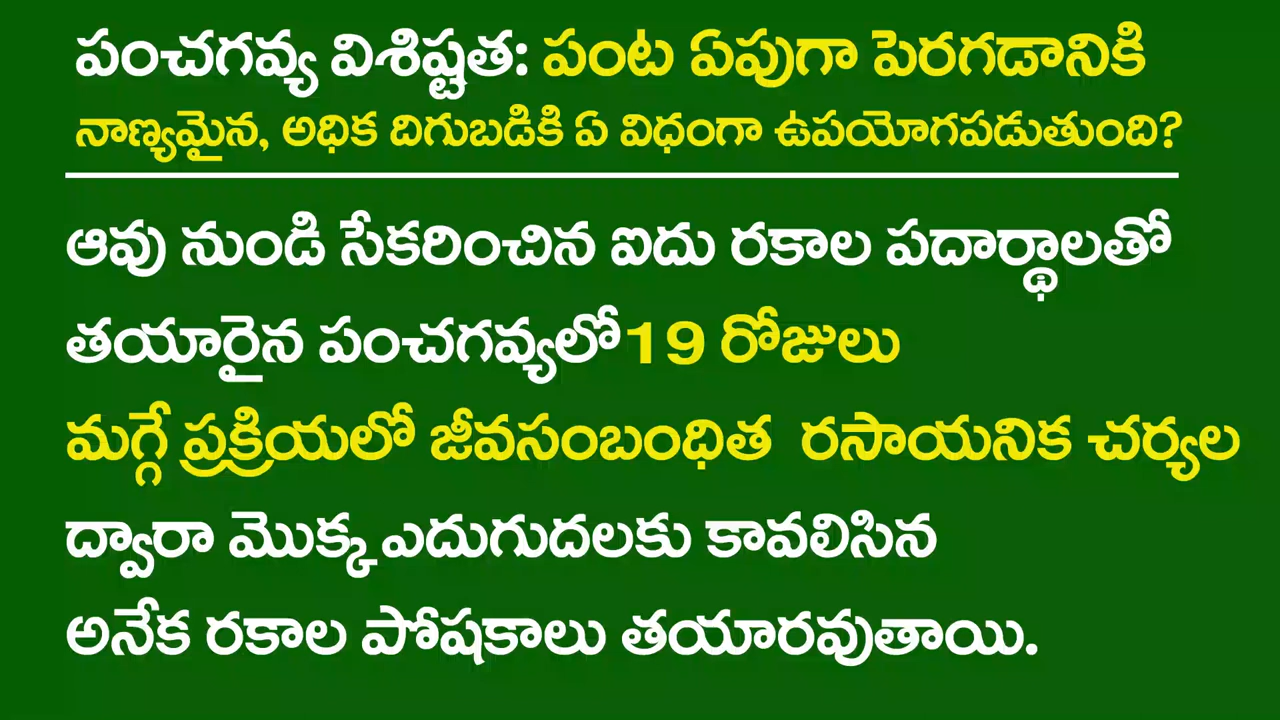 పంచగవ్య విశిష్టత: పంట ఏపుగా పెరగడానికి
నాణ్యమైన, అధిక దిగుబడికి ఏ విధంగా ఉపయోగపడుతుంది?
ఆవు నుండి సేకరించిన ఐదు రకాల పదార్థాలతో
తయారైన పంచగవ్యలో 19 రోజులు
మగ్గే ప్రక్రియలో జీవసంబంధిత రసాయనిక చర్యల
ద్వారా మొక్క ఎదుగుదలకు కావలిసిన
అనేక రకాల పోషకాలు తయారవుతాయి.